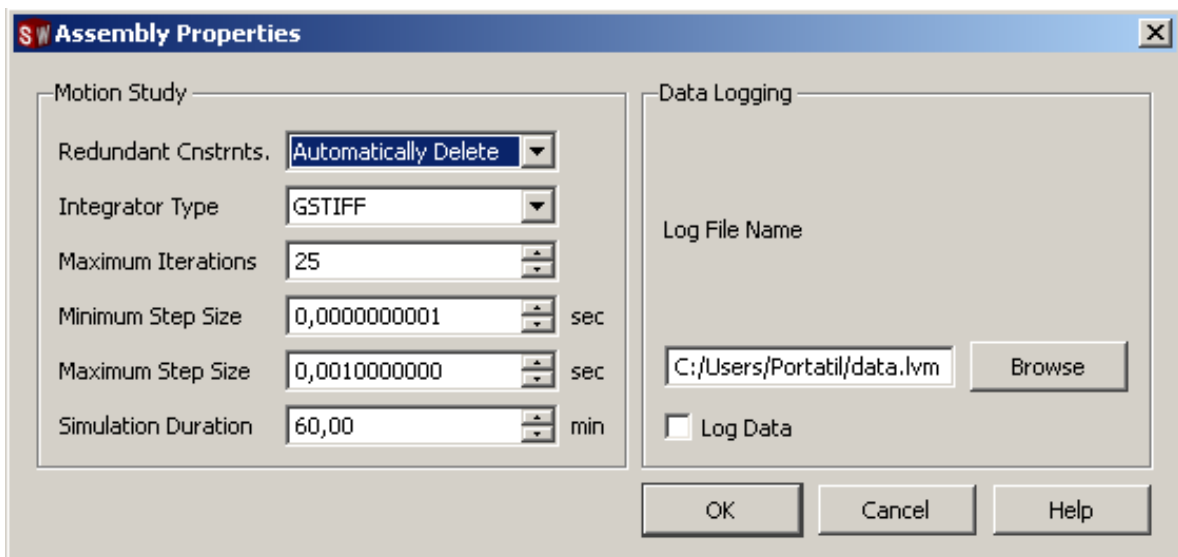 SW Assembly Properties
Motion Study
Redundant Cnstrnts. Automatically Delete
Integrator Type GSTIFF
Maximum Iterations 25
Minimum Step Size 0,0000000001 sec
Maximum Step Size 0,0010000000 sec
Simulation Duration 60,00 min
Data Logging
Log File Name
C:/Users/Portatil/data.lvm Browse
Log Data
OK Cancel Help